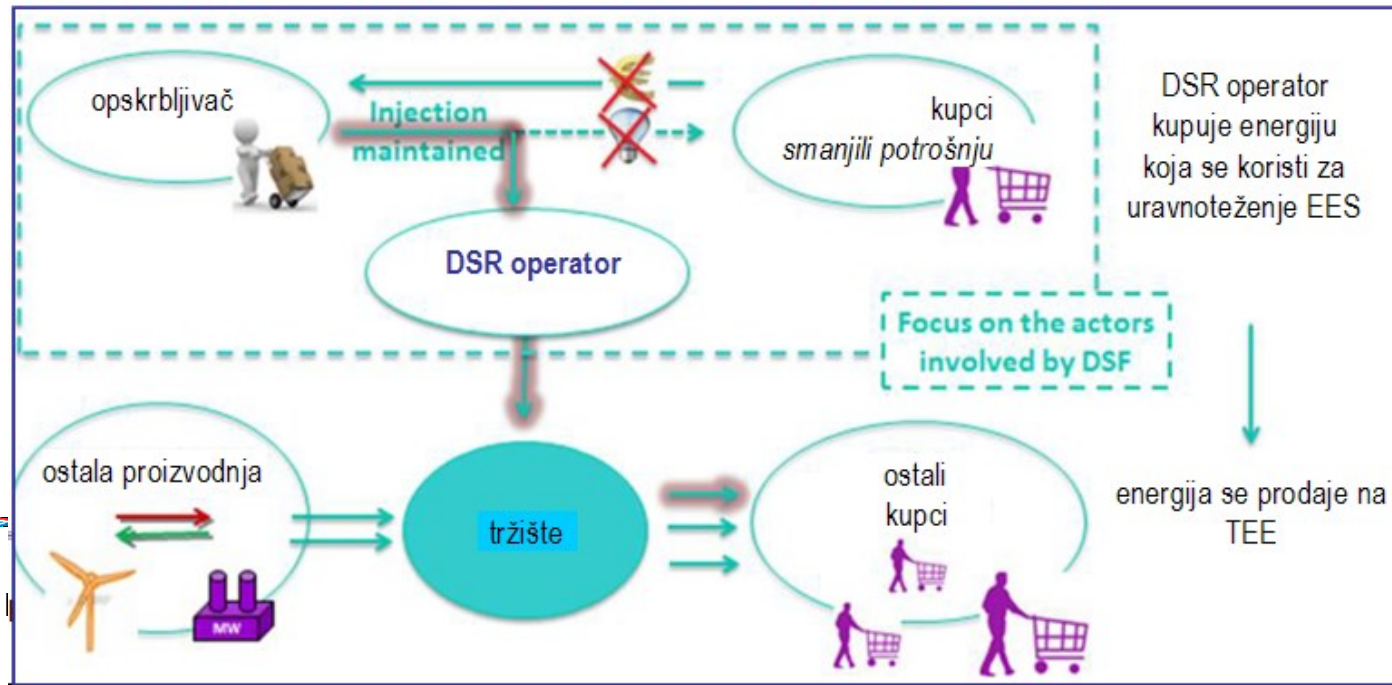 opskrbljivač
Injection
maintained
kupci
smanjili potrošnju
DSR operator
kupuje energiju
koja se koristi za
uravnoteženje EES
DSR operator
Focus on the actors
involved by DSF
ostala proizvodnja
MW
tržište
ostali
kupci
energija se prodaje na
TEE